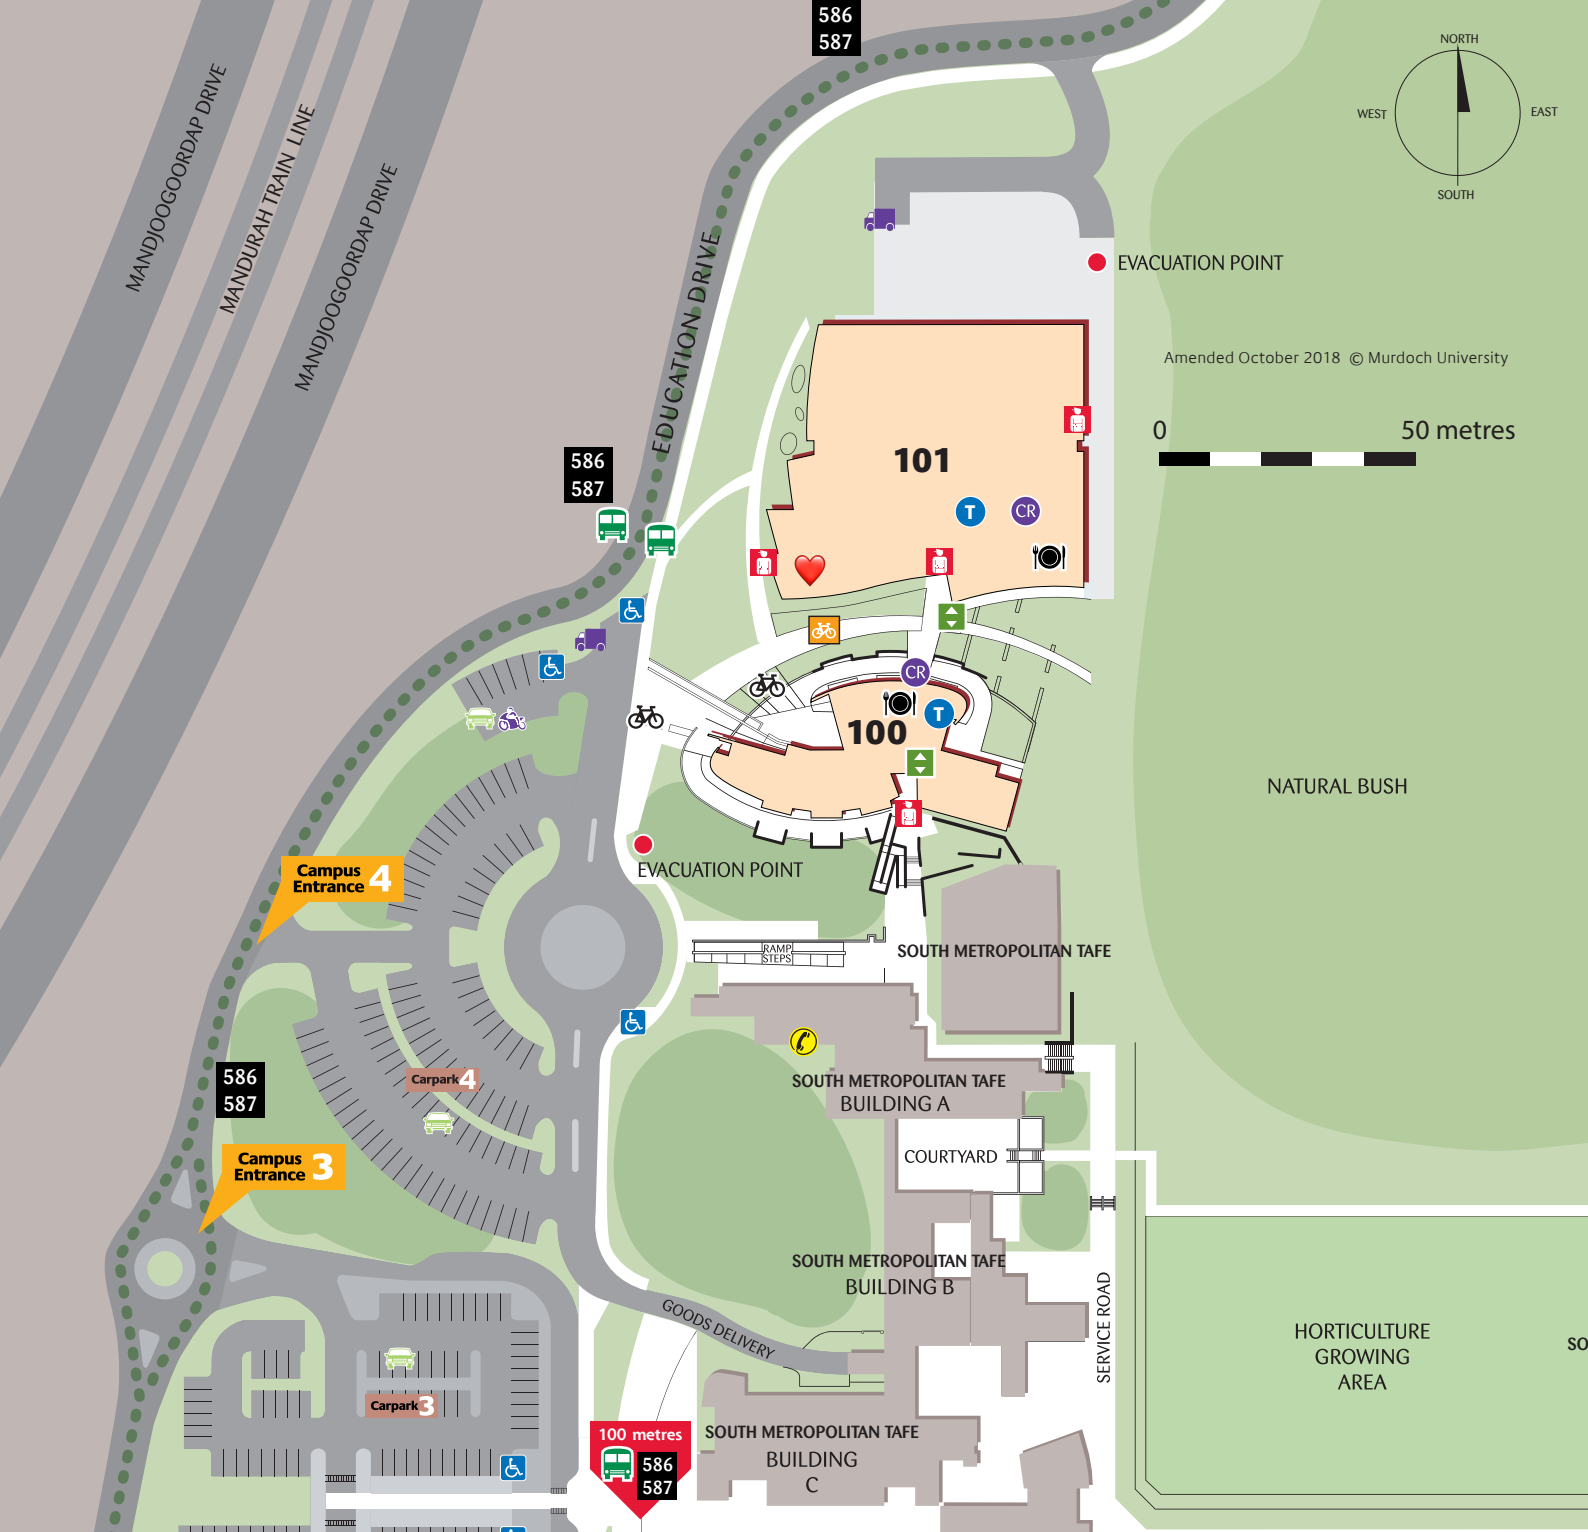 586
587
NORTH
WEST
EAST
SOUTH
MANDJOOGOORDAP DRIVE
MANDURAH TRAIN LINE
MANDJOOGOORDAP DRIVE
EDUCATION DRIVE
EVACUATION POINT
Amended October 2018 © Murdoch University
0
50 metres
101
586
587
T
CR
CR
T
100
NATURAL BUSH
EVACUATION POINT
Campus
Entrance 4
RAMP
STEPS
SOUTH METROPOLITAN TAFE
586
587
Carpark 4
SOUTH METROPOLITAN TAFE
BUILDING A
COURTYARD
Campus
Entrance 3
SOUTH METROPOLITAN TAFE
BUILDING B
GOODS DELIVERY
SERVICE ROAD
HORTICULTURE
GROWING
AREA
SO
Carpark 3
100 metres
586
587
SOUTH METROPOLITAN TAFE
BUILDING
C